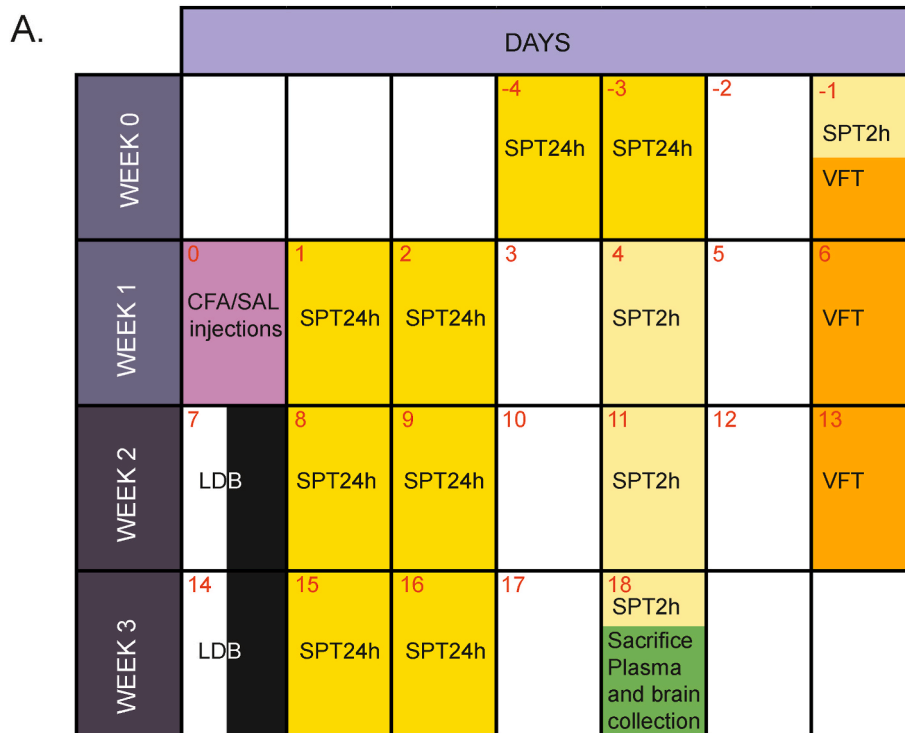 A.
DAYS
WEEK 0
-4
SPT24h
-3
SPT24h
-2
-1
SPT2h
VFT
WEEK 1
0
CFA/SAL
injections
1
SPT24h
2
SPT24h
3
4
SPT2h
5
6
VFT
WEEK 2
7
LDB
8
SPT24h
9
SPT24h
10
11
SPT2h
12
13
VFT
WEEK 3
14
LDB
15
SPT24h
16
SPT24h
17
18
SPT2h
Sacrifice
Plasma
and brain
collection